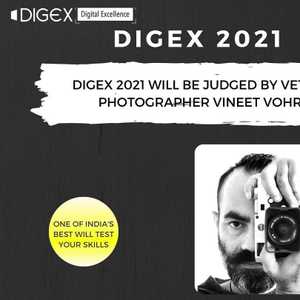 DIGEX Digital Excellence
DIGEX 2021
DIGEX 2021 WILL BE JUDGED BY VET
PHOTOGRAPHER VINEET VOHR
ONE OF INDIA'S
BEST WILL TEST
YOUR SKILLS